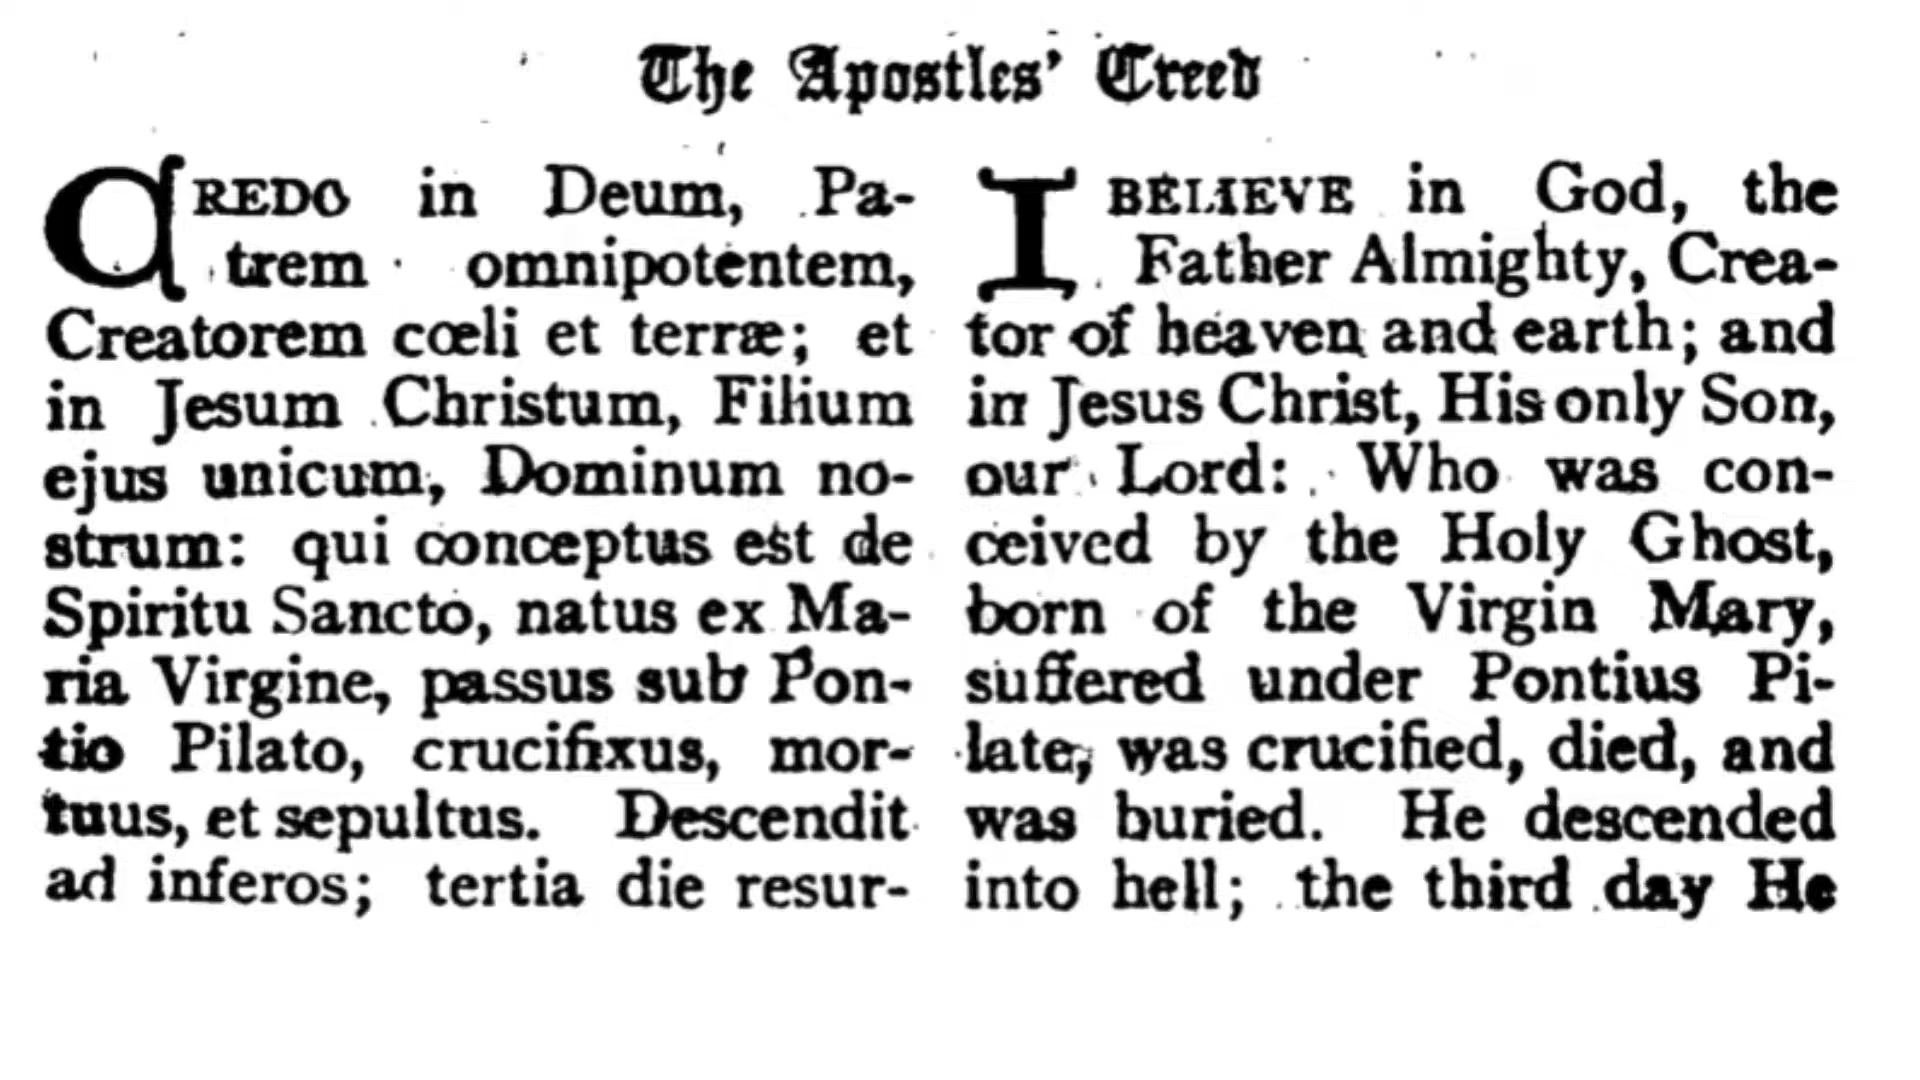 The Apostles' Creed
CREDO in Deum, Pa-
trem omnipotentem,
Creatorem cœli et terræ; et
in Jesum Christum, Filium
ejus unicum, Dominum no-
strum: qui conceptus est de
Spiritu Sancto, natus ex Ma-
ria Virgine, passus sub Pon-
tio Pilato, crucifixus, mor-
tuus, et sepultus. Descendit
ad inferos; tertia die resur-
I BELIEVE in God, the
Father Almighty, Crea-
tor of heaven and earth; and
in Jesus Christ, His only Son,
our Lord: Who was con-
ceived by the Holy Ghost,
born of the Virgin Mary,
suffered under Pontius Pi-
late, was crucified, died, and
was buried. He descended
into hell; the third day He